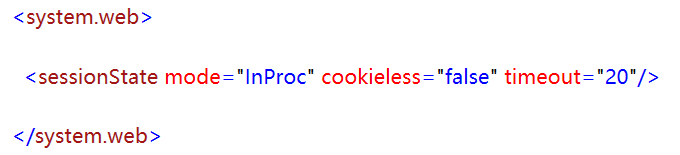 <system.web>
<sessionState mode="InProc" cookieless="false" timeout="20"/>
</system.web>